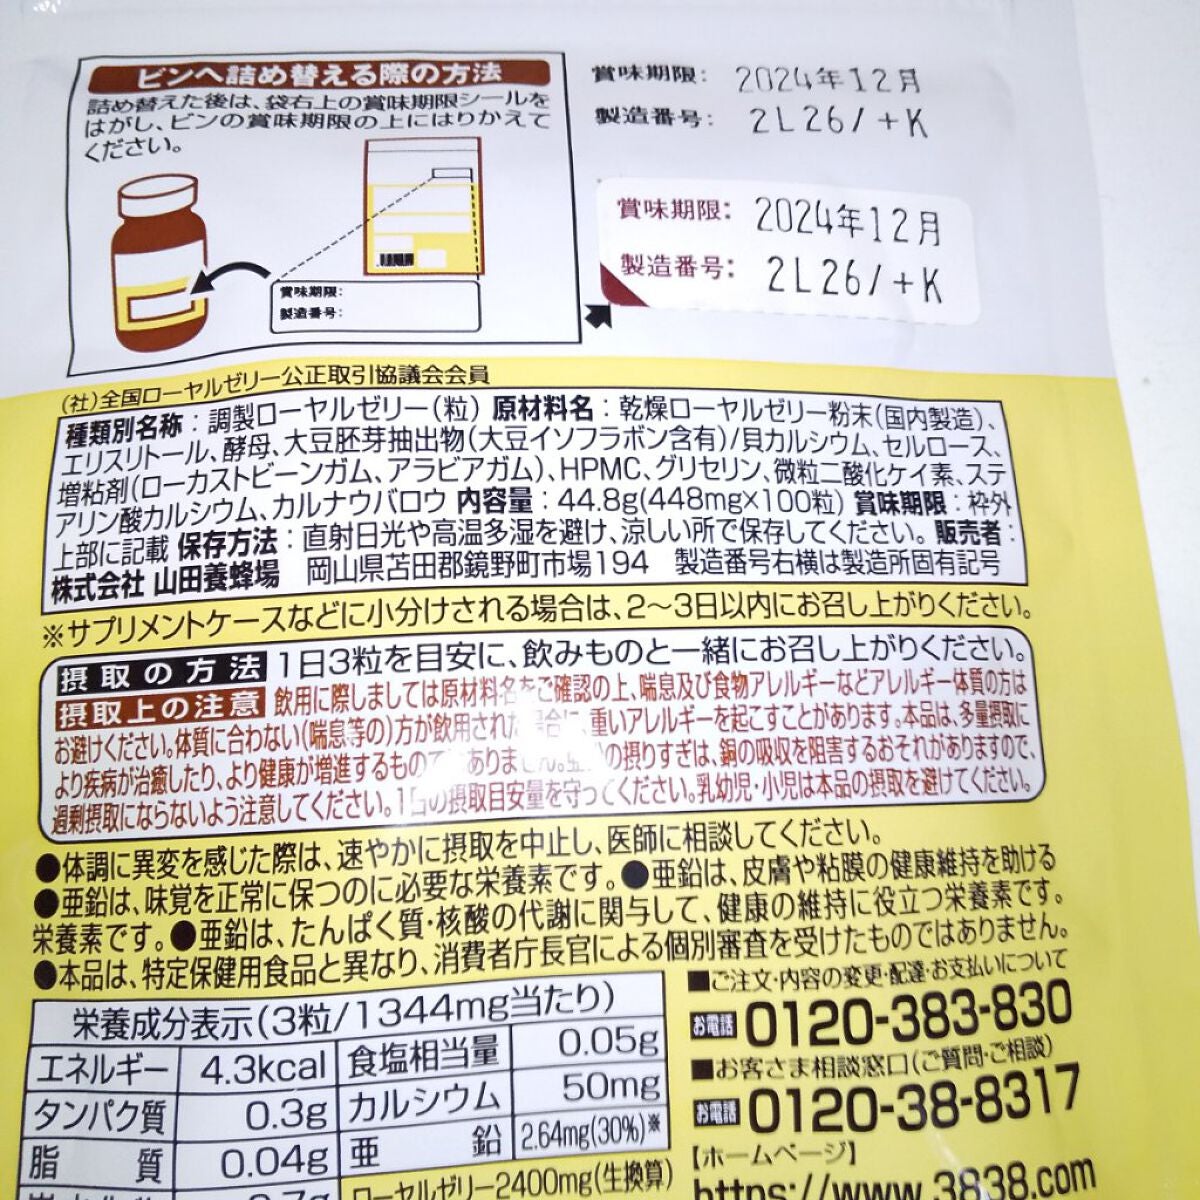 ビンへ詰め替える際の方法
詰め替えた後は、袋右上の賞味期限シールを
はがし、ビンの賞味期限の上にはりかえて
ください。
賞味期限:
製造番号:
賞味期限: 2024年12月
製造番号: 2L26/+K
賞味期限: 2024年12月
製造番号: 2L26/+K
(社)全国ローヤルゼリー公正取引協議会会員
種類別名称:調製ローヤルゼリー(粒) 原材料名:乾燥ローヤルゼリー粉末(国内製造)、
エリスリトール、酵母、大豆胚芽抽出物(大豆イソフラボン含有)/貝カルシウム、セルロース、
増粘剤(ローカストビーンガム、アラビアガム)、HPMC、グリセリン、微粒二酸化ケイ素、ステ
アリン酸カルシウム、カルナウバロウ 内容量:44.8g(448mg×100粒) 賞味期限:枠外
上部に記載 保存方法:直射日光や高温多湿を避け、涼しい所で保存してください。 販売者:
株式会社 山田養蜂場 岡山県苫田郡鏡野町市場194 製造番号右横は製造所固有記号
※サプリメントケースなどに小分けされる場合は、2～3日以内にお召し上がりください。
摂取の方法 1日3粒を目安に、飲みものと一緒にお召し上がりください。
摂取上の注意 飲用に際しましては原材料名をご確認の上、喘息及び食物アレルギーなどアレルギー体質の方は
お避けください。体質に合わない(喘息等の)方が飲用された場合に、重いアレルギーを起こすことがあります。本品は、多量摂取に
より疾病が治癒したり、より健康が増進するものではありません。亜鉛の摂りすぎは、銅の吸収を阻害するおそれがありますので、
過剰摂取にならないよう注意してください。1日の摂取目安量を守ってください。乳幼児・小児は本品の摂取を避けてください。
●体調に異変を感じた際は、速やかに摂取を中止し、医師に相談してください。
●亜鉛は、味覚を正常に保つのに必要な栄養素です。●亜鉛は、皮膚や粘膜の健康維持を助ける
栄養素です。●亜鉛は、たんぱく質・核酸の代謝に関与して、健康の維持に役立つ栄養素です。
●本品は、特定保健用食品と異なり、消費者庁長官による個別審査を受けたものではありません。
栄養成分表示(3粒/1344mg当たり)
エネルギー 4.3kcal 食塩相当量 0.05g
タンパク質 0.3g カルシウム 50mg
脂質 0.04g 亜鉛 2.64mg(30%)※
ローヤルゼリー2400mg(生換算)
■ご注文・内容の変更・配達・お支払いについて
お電話 0120-383-830
■お客さま相談窓口(ご質問・ご相談)
お電話 0120-38-8317
【ホームページ】
https://www.3838.com